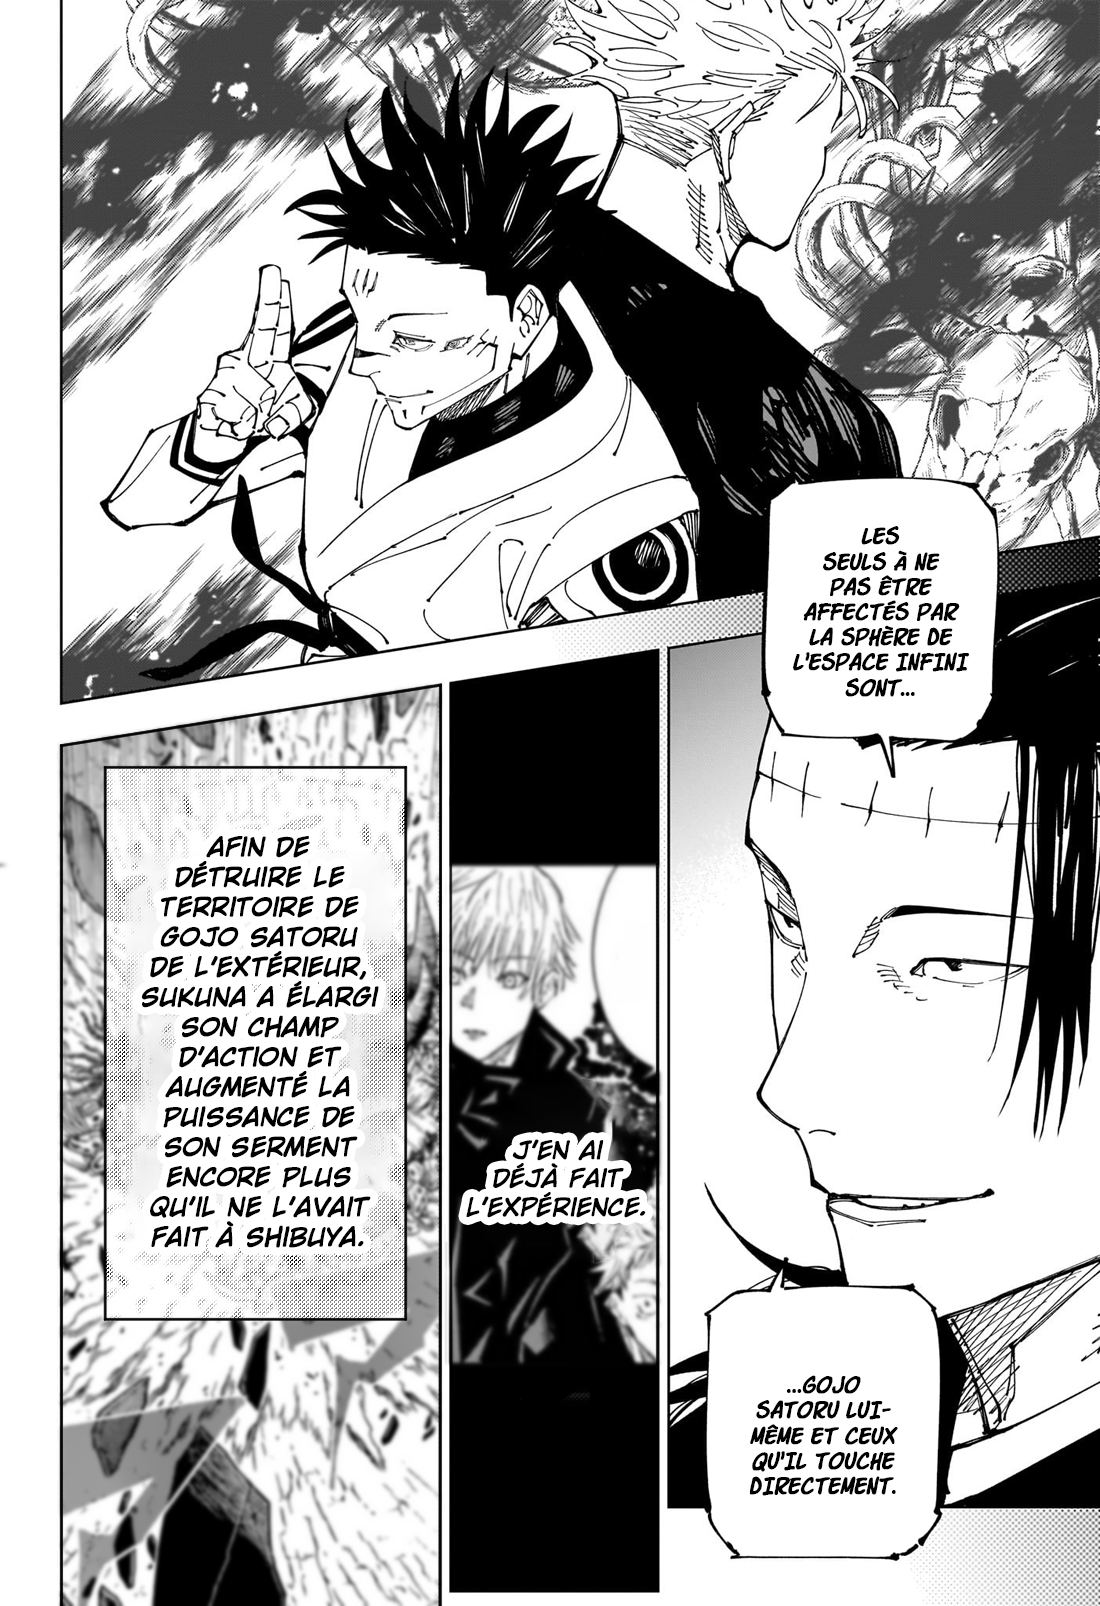 LES
SEULS À NE
PAS ÊTRE
AFFECTÉS PAR
LA SPHÈRE DE
L'ESPACE INFINI
SONT...
...GOJO
SATORU LUI-
MÊME ET CEUX
QU'IL TOUCHE
DIRECTEMENT.
J'EN AI
DÉJÀ FAIT
L'EXPÉRIENCE.
AFIN DE
DÉTRUIRE LE
TERRITOIRE DE
GOJO SATORU
DE L'EXTÉRIEUR,
SUKUNA A ÉLARGI
SON CHAMP
D'ACTION ET
AUGMENTÉ LA
PUISSANCE DE
SON SERMENT
ENCORE PLUS
QU'IL NE L'AVAIT
FAIT À SHIBUYA.